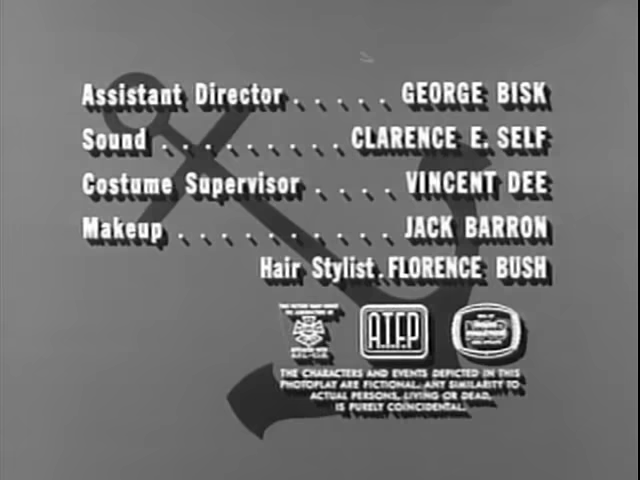 Assistant Director . . . . . GEORGE BISK
Sound . . . . . . . . . CLARENCE E. SELF
Costume Supervisor . . . . VINCENT DEE
Makeup . . . . . . . . . . JACK BARRON
Hair Stylist . FLORENCE BUSH
A.T.F.P.
THE CHARACTERS AND EVENTS DEPICTED IN THIS
PHOTOPLAY ARE FICTIONAL. ANY SIMILARITY TO
ACTUAL PERSONS, LIVING OR DEAD,
IS PURELY COINCIDENTAL.